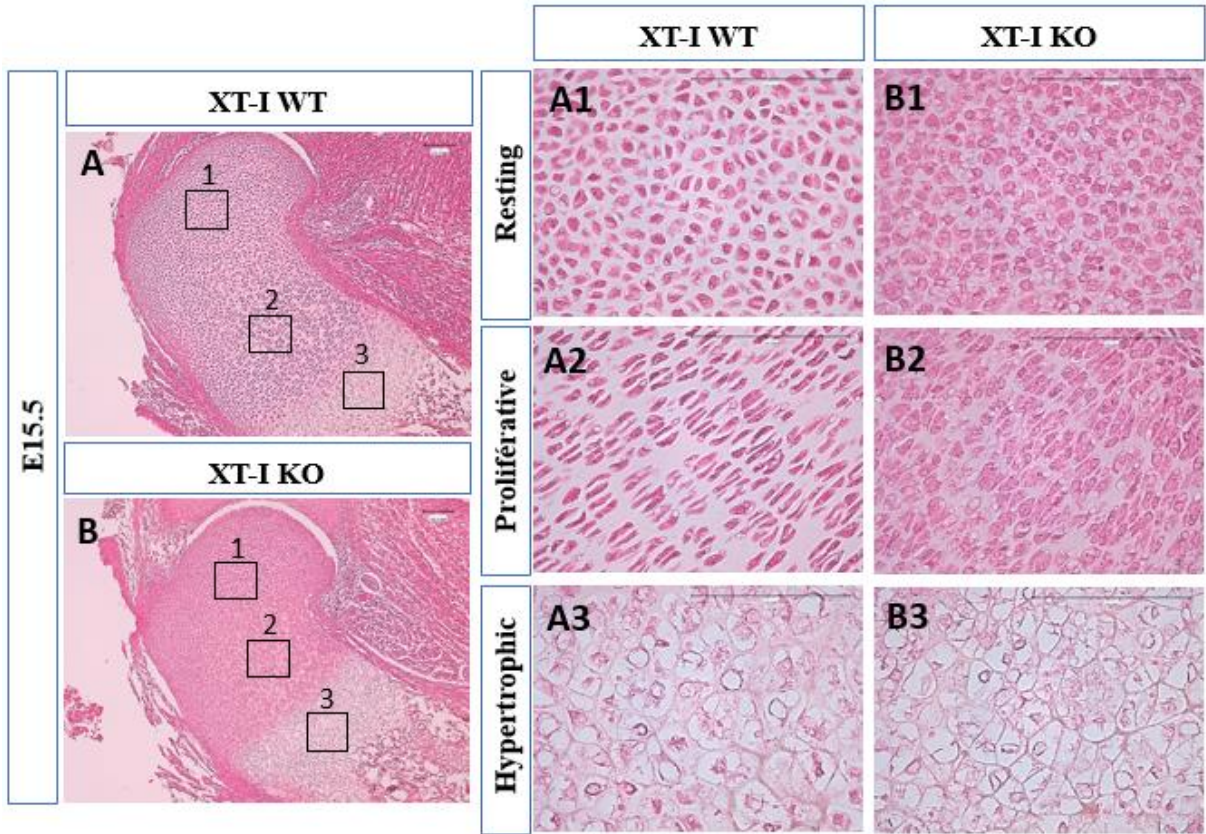 XT-I WT
XT-I KO
E15.5
XT-I WT
A
1
2
3
XT-I KO
B
1
2
3
Resting
A1
B1
Proliférative
A2
B2
Hypertrophic
A3
B3